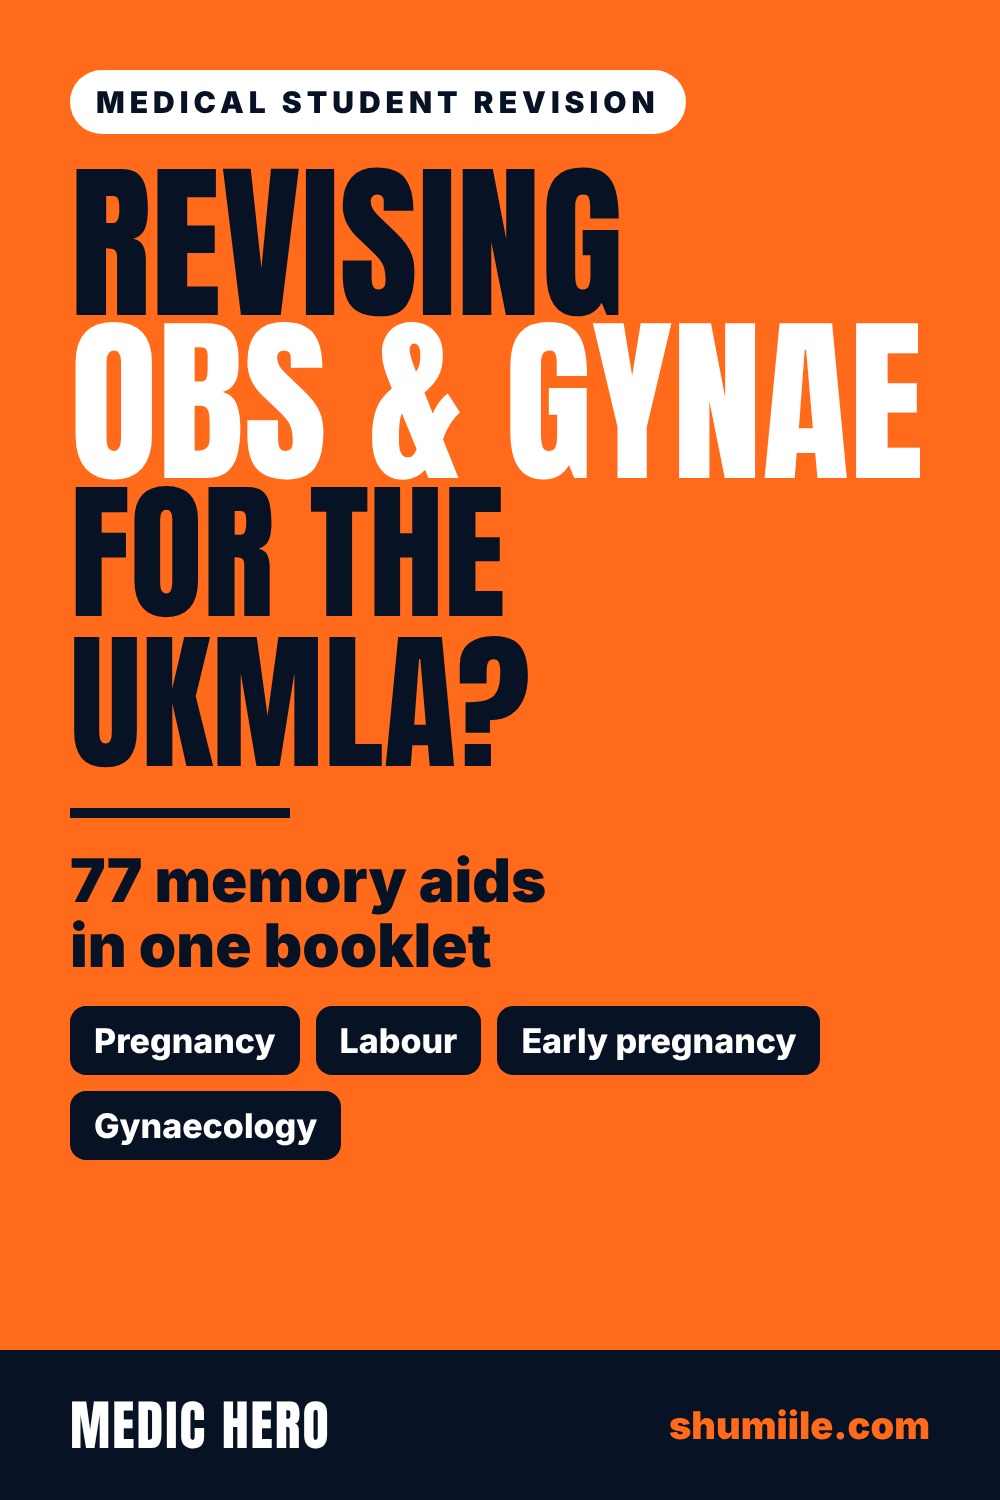 MEDICAL STUDENT REVISION
REVISING
OBS & GYNAE
FOR THE
UKMLA?
77 memory aids
in one booklet
Pregnancy Labour Early pregnancy
Gynaecology
MEDIC HERO shumiile.com